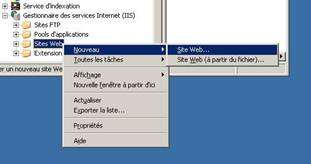 Service d'indexation
Gestionnaire des services Internet (IIS)
Sites FTP
Pools d'applications
Sites Web
Extension
er un nouveau site We
Nouveau
Toutes les tâches
Affichage
Nouvelle fenêtre à partir d'ici
Actualiser
Exporter la liste...
Propriétés
Aide
Site Web...
Site Web (à partir du fichier)...